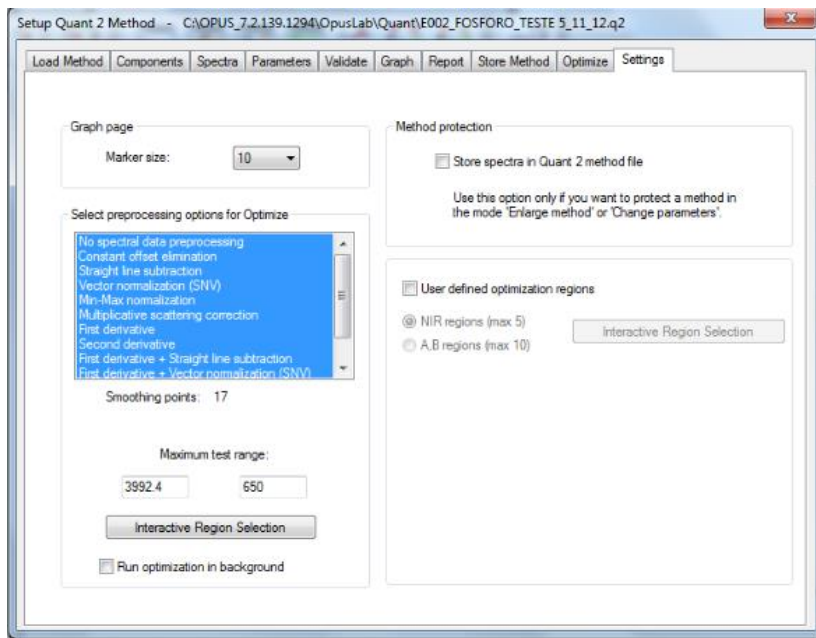 Setup Quant 2 Method - C:\OPUS_7.2.139.1294\OpusLab\Quant\E002_FOSFORO_TESTE 5_11_12.q2
Load Method Components Spectra Parameters Validate Graph Report Store Method Optimize Settings
Graph page
Marker size: 10
Select preprocessing options for Optimize
No spectral data preprocessing
Constant offset elimination
Straight line subtraction
Vector normalization (SNV)
Min-Max normalization
Multiplicative scattering correction
First derivative
Second derivative
First derivative + Straight line subtraction
First derivative + Vector normalization (SNV)
Smoothing points: 17
Maximum test range:
3992.4 650
Interactive Region Selection
Run optimization in background
Method protection
Store spectra in Quant 2 method file
Use this option only if you want to protect a method in
the mode 'Enlarge method' or 'Change parameters'.
User defined optimization regions
NIR regions (max 5)
A,B regions (max 10)
Interactive Region Selection